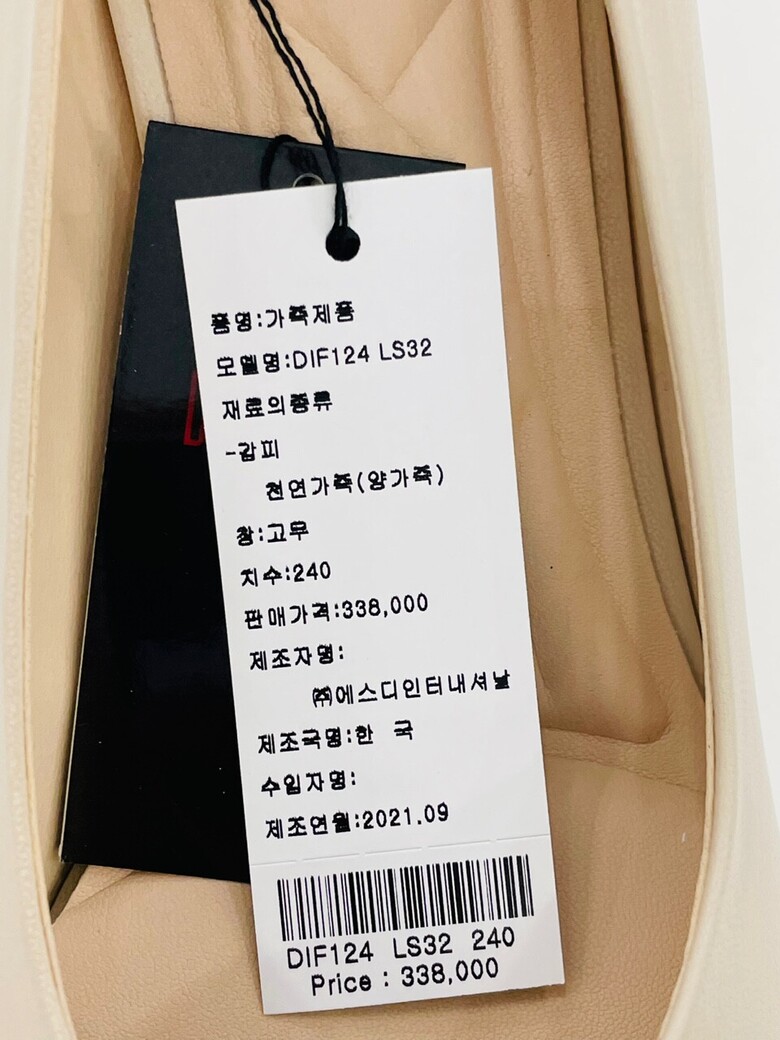 품명:가죽제품
모델명:DIF124 LS32
재료의종류
-갑피
천연가죽(양가죽)
창:고무
치수:240
판매가격:338,000
제조자명:
㈜에스디인터내셔날
제조국명:한 국
수입자명:
제조연월:2021.09
DIF124 LS32 240
Price : 338,000